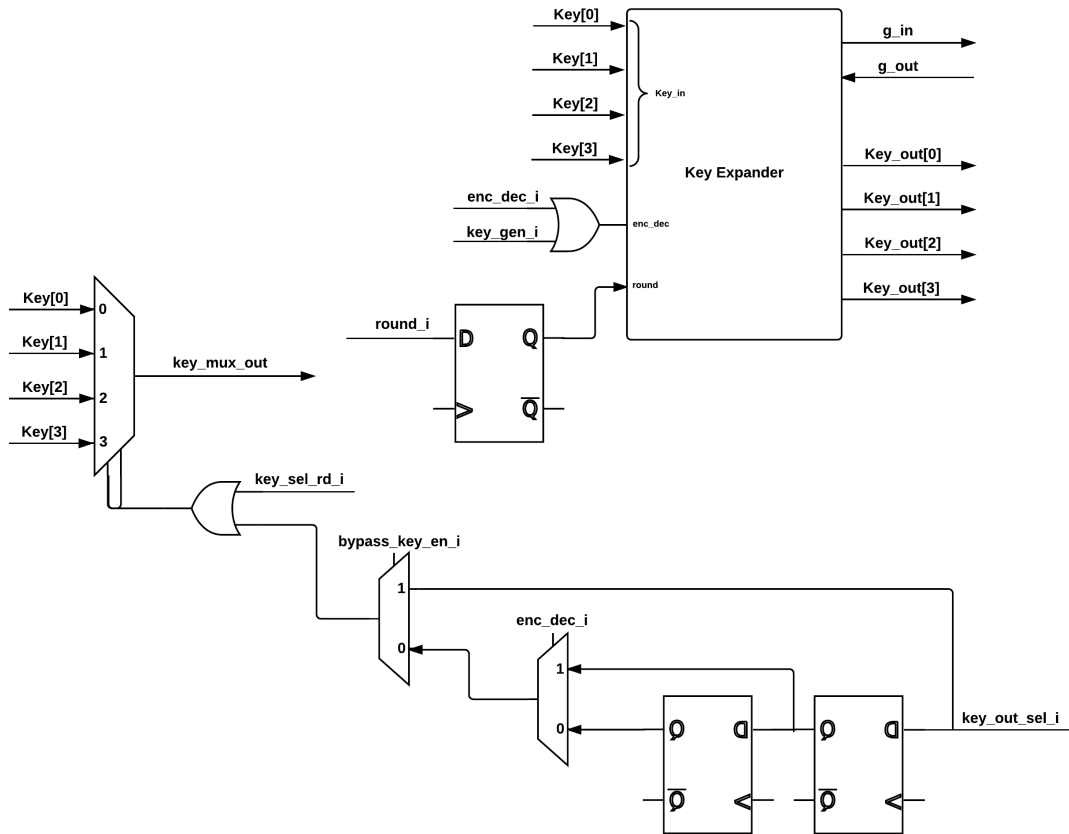 Key[0]
g_in
Key[1]
g_out
Key_in
Key[2]
Key[3]
Key_out[0]
Key Expander
enc_dec_i
Key_out[1]
key_gen_i
enc_dec
Key_out[2]
round
Key_out[3]
Key[0]
0
round_i
D
Q
Key[1]
1
key_mux_out
Key[2]
2
Q
Key[3]
3
key_sel_rd_i
bypass_key_en_i
1
enc_dec_i
0
1
key_out_sel_i
0
Q
D
Q
D
Q
Q